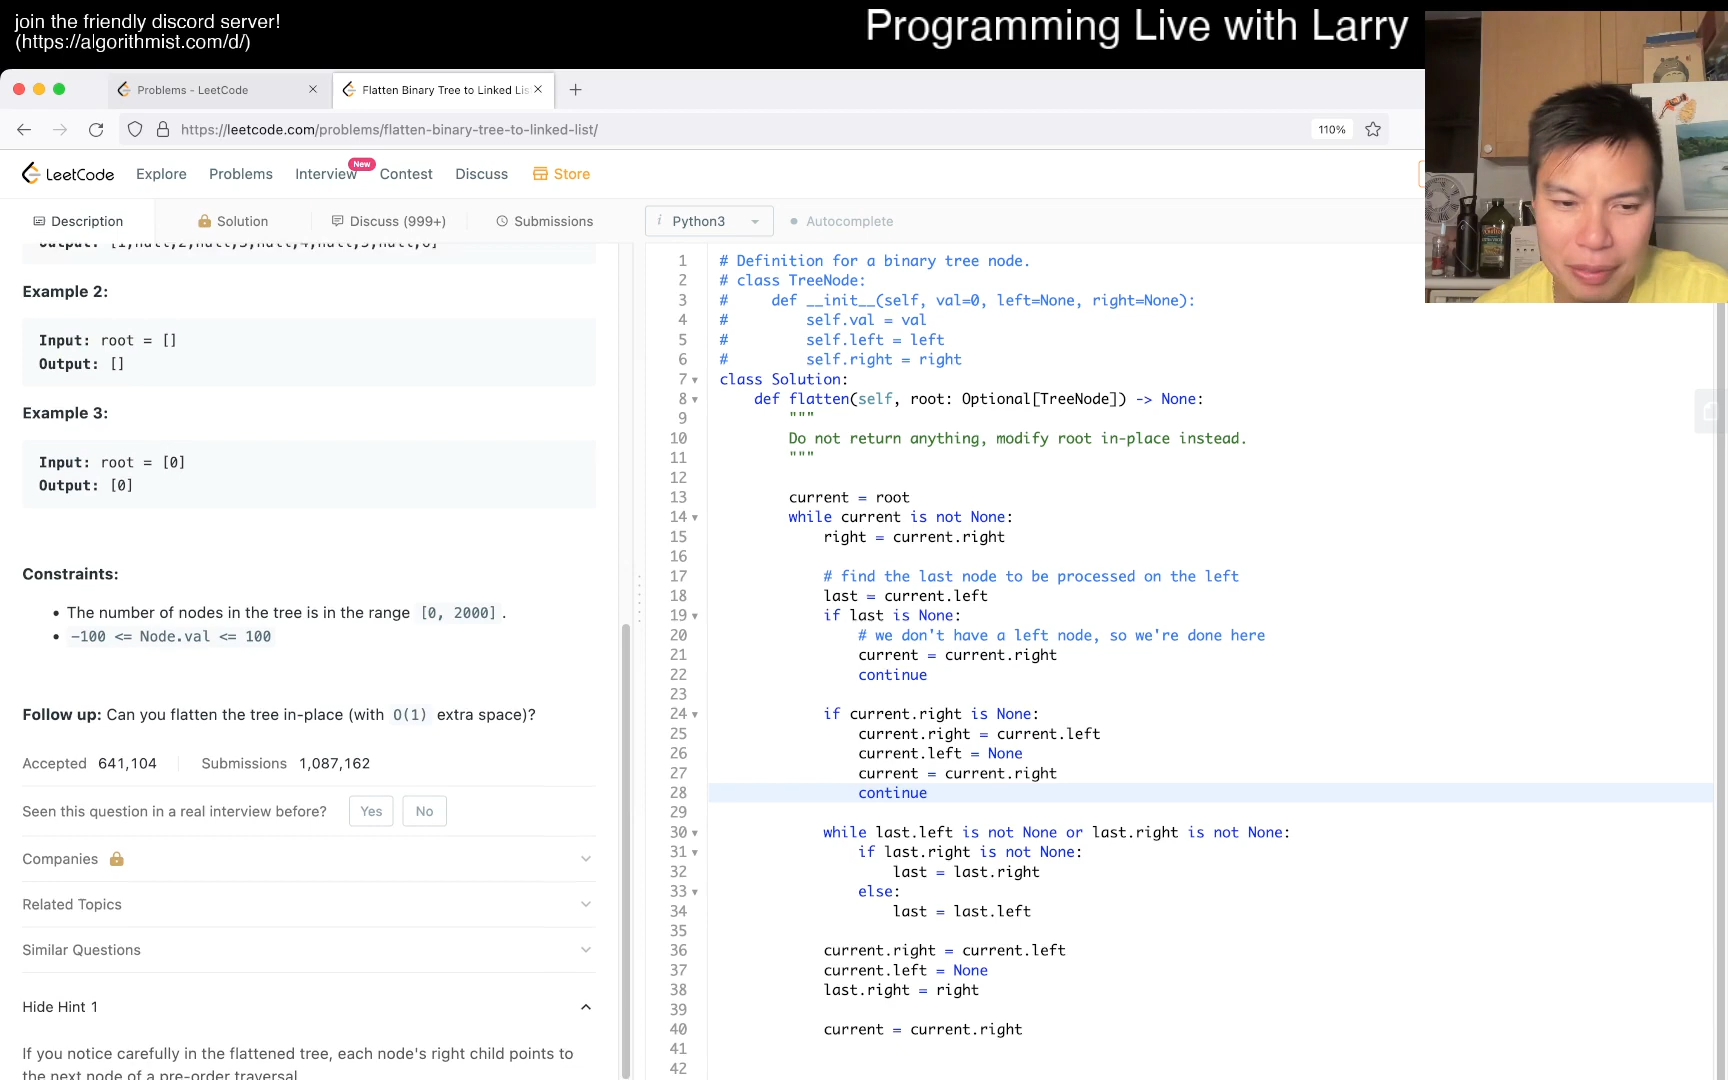 join the friendly discord server!
(https://algorithmist.com/d/)
Programming Live with Larry
Problems - LeetCode
Flatten Binary Tree to Linked Lis
https://leetcode.com/problems/flatten-binary-tree-to-linked-list/
110%
LeetCode
Explore
Problems
Interview
New
Contest
Discuss
Store
Description
Solution
Discuss (999+)
Submissions
i Python3
Autocomplete
Output: [1,null,2,null,3,null,4,null,5,null,6]
Example 2:
Input: root = []
Output: []
Example 3:
Input: root = [0]
Output: [0]
Constraints:
• The number of nodes in the tree is in the range [0, 2000].
• -100 <= Node.val <= 100
Follow up: Can you flatten the tree in-place (with O(1) extra space)?
Accepted 641,104
Submissions 1,087,162
Seen this question in a real interview before?
Yes
No
Companies
Related Topics
Similar Questions
Hide Hint 1
If you notice carefully in the flattened tree, each node's right child points to
the next node of a pre-order traversal.
1 # Definition for a binary tree node.
2 # class TreeNode:
3 #     def __init__(self, val=0, left=None, right=None):
4 #         self.val = val
5 #         self.left = left
6 #         self.right = right
7 class Solution:
8     def flatten(self, root: Optional[TreeNode]) -> None:
9         """
10         Do not return anything, modify root in-place instead.
11         """
12
13         current = root
14         while current is not None:
15             right = current.right
16
17             # find the last node to be processed on the left
18             last = current.left
19             if last is None:
20                 # we don't have a left node, so we're done here
21                 current = current.right
22                 continue
23
24             if current.right is None:
25                 current.right = current.left
26                 current.left = None
27                 current = current.right
28                 continue
29
30             while last.left is not None or last.right is not None:
31                 if last.right is not None:
32                     last = last.right
33                 else:
34                     last = last.left
35
36             current.right = current.left
37             current.left = None
38             last.right = right
39
40             current = current.right
41
42